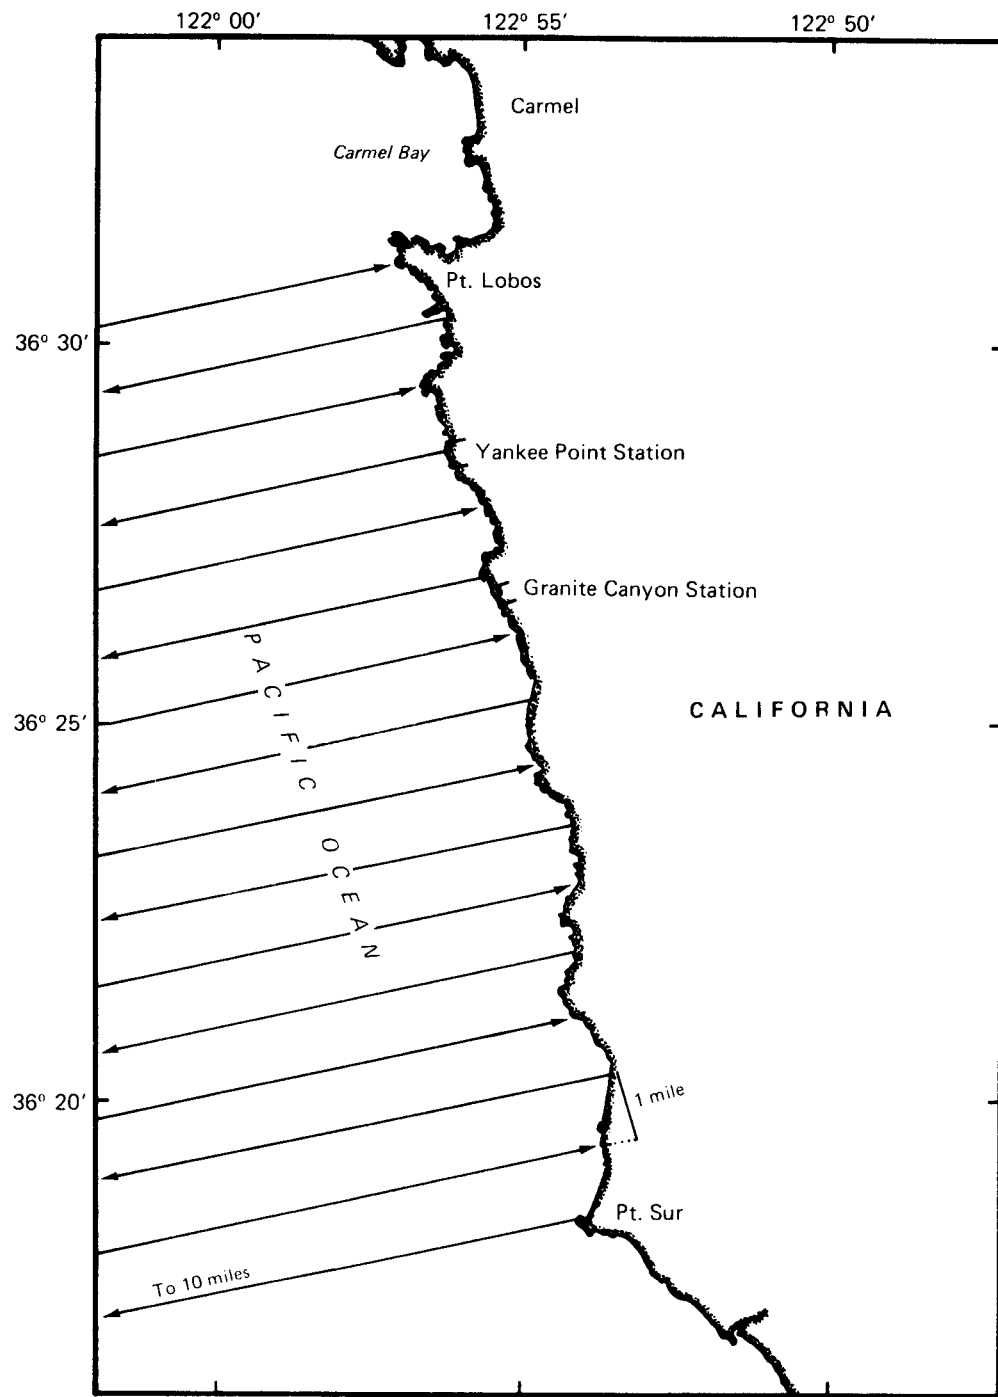 122° 00′
122° 55′
122° 50′
Carmel
Carmel Bay
Pt. Lobos
36° 30′
Yankee Point Station
Granite Canyon Station
PACIFIC OCEAN
CALIFORNIA
36° 25′
36° 20′
1 mile
Pt. Sur
To 10 miles